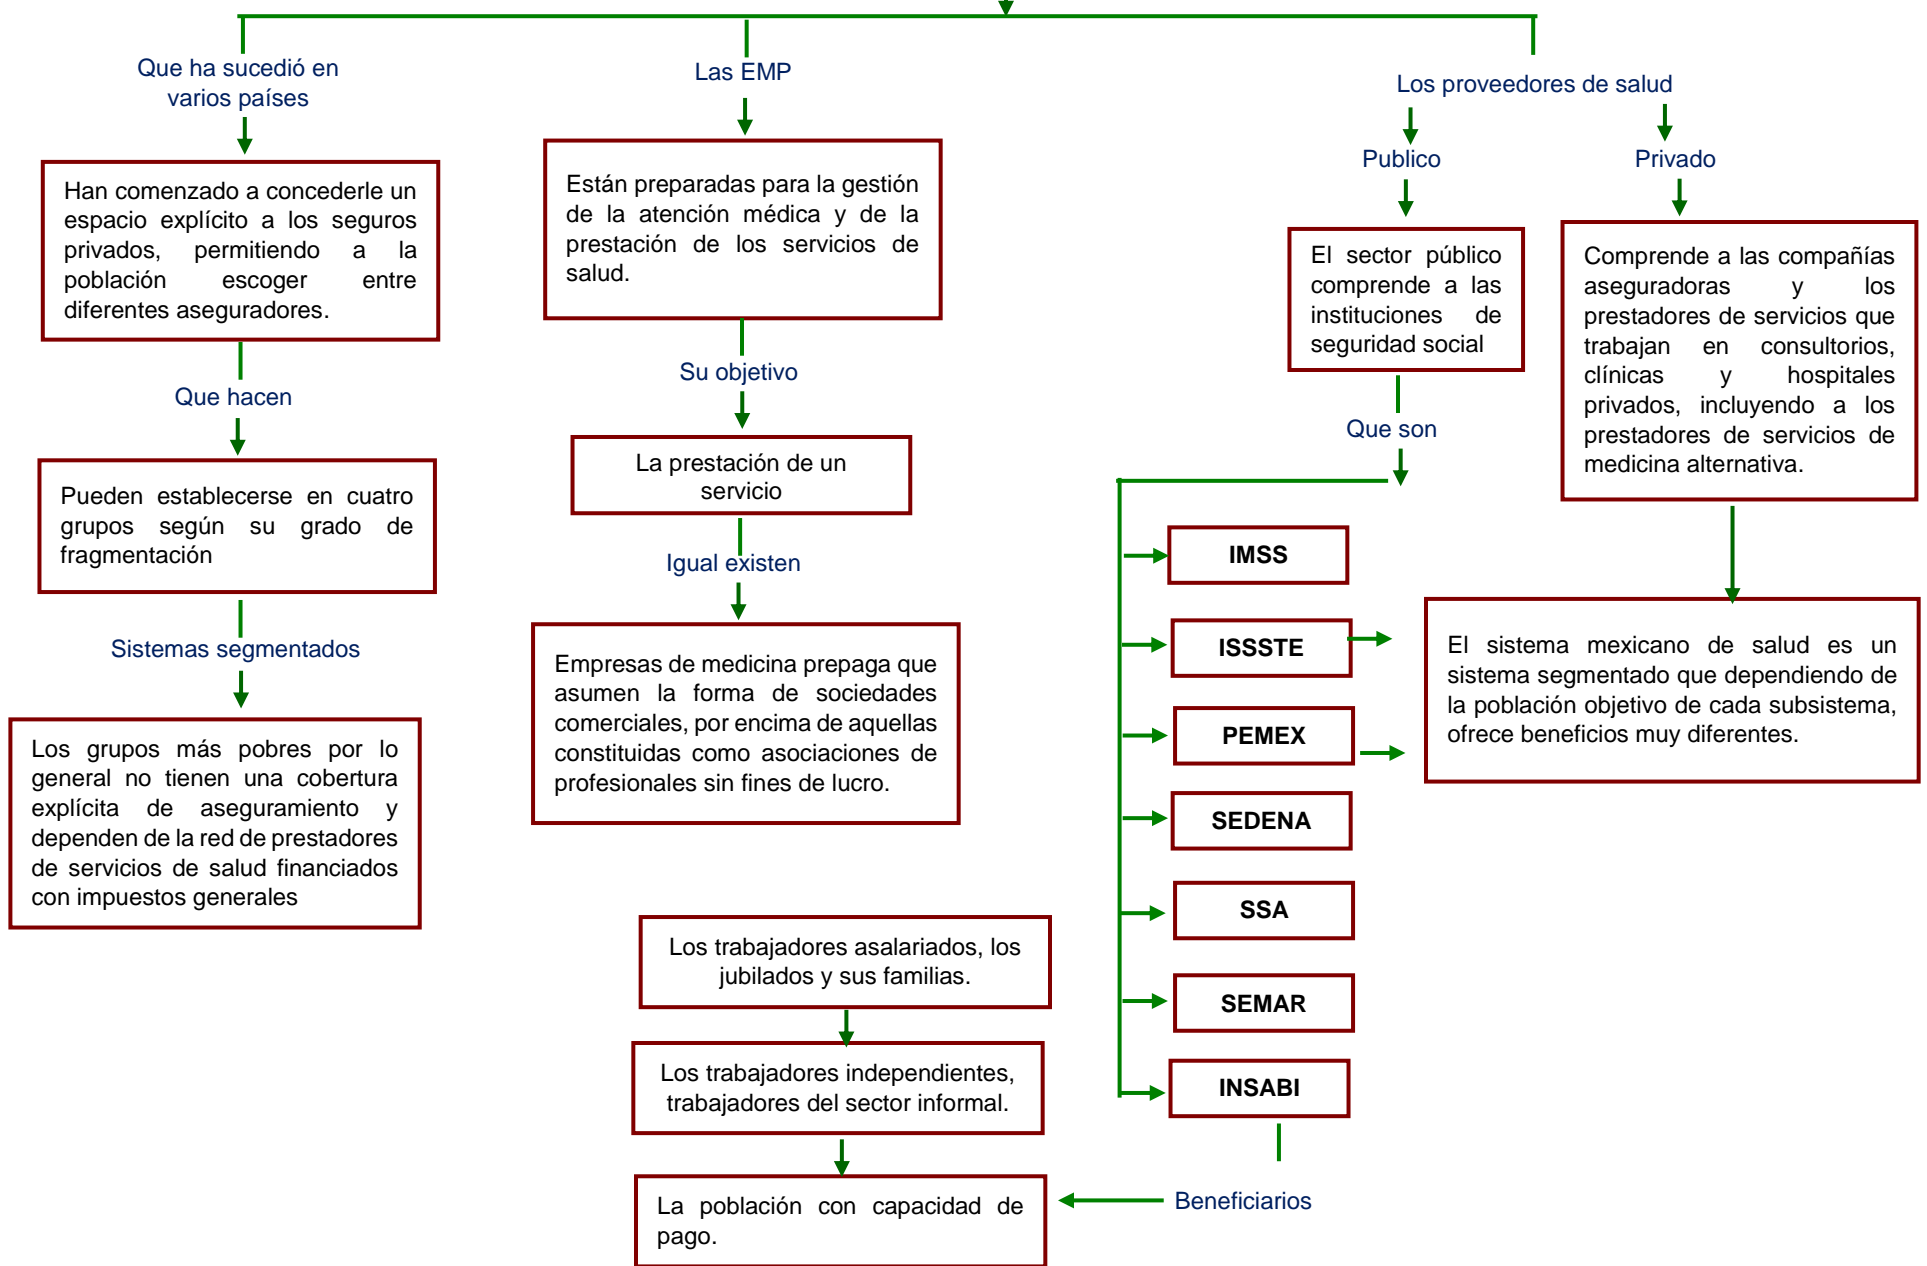 Que ha sucedió en
varios países
Han comenzado a concederle un
espacio explícito a los seguros
privados, permitiendo a la
población escoger entre
diferentes aseguradores.
Que hacen
Pueden establecerse en cuatro
grupos según su grado de
fragmentación
Sistemas segmentados
Los grupos más pobres por lo
general no tienen una cobertura
explícita de aseguramiento y
dependen de la red de prestadores
de servicios de salud financiados
con impuestos generales
Las EMP
Están preparadas para la gestión
de la atención médica y de la
prestación de los servicios de
salud.
Su objetivo
La prestación de un
servicio
Igual existen
Empresas de medicina prepaga que
asumen la forma de sociedades
comerciales, por encima de aquellas
constituidas como asociaciones de
profesionales sin fines de lucro.
Los trabajadores asalariados, los
jubilados y sus familias.
Los trabajadores independientes,
trabajadores del sector informal.
La población con capacidad de
pago.
Los proveedores de salud
Publico
El sector público
comprende a las
instituciones de
seguridad social
Que son
IMSS
ISSSTE
PEMEX
SEDENA
SSA
SEMAR
INSABI
Beneficiarios
Privado
Comprende a las compañías
aseguradoras y los
prestadores de servicios que
trabajan en consultorios,
clínicas y hospitales
privados, incluyendo a los
prestadores de servicios de
medicina alternativa.
El sistema mexicano de salud es un
sistema segmentado que dependiendo de
la población objetivo de cada subsistema,
ofrece beneficios muy diferentes.